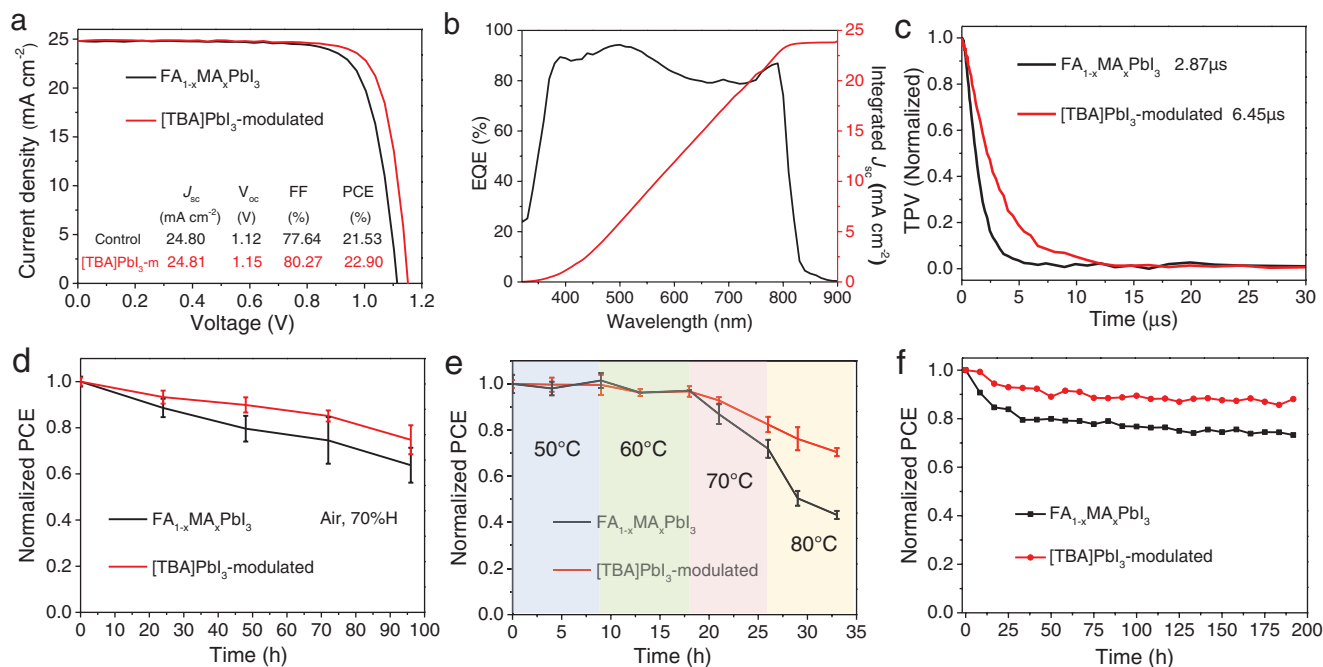 a
25
20
15
10
5
0
Current density (mA cm⁻²)
FA₁₋ₓMAₓPbI₃
[TBA]PbI₃-modulated
Jsc Voc FF PCE
(mA cm⁻²) (V) (%) (%)
Control 24.80 1.12 77.64 21.53
[TBA]PbI₃-m 24.81 1.15 80.27 22.90
0.0 0.2 0.4 0.6 0.8 1.0 1.2
Voltage (V)
b
100
80
60
40
20
0
EQE (%)
25
20
15
10
5
0
Integrated Jsc (mA cm⁻²)
400 500 600 700 800 900
Wavelength (nm)
c
1.0
0.8
0.6
0.4
0.2
0.0
TPV (Normalized)
FA₁₋ₓMAₓPbI₃ 2.87μs
[TBA]PbI₃-modulated 6.45μs
0 5 10 15 20 25 30
Time (μs)
d
1.0
0.8
0.6
0.4
0.2
0.0
Normalized PCE
FA₁₋ₓMAₓPbI₃ Air, 70%H
[TBA]PbI₃-modulated
0 10 20 30 40 50 60 70 80 90 100
Time (h)
e
1.0
0.8
0.6
0.4
0.2
0.0
Normalized PCE
50°C 60°C 70°C
80°C
FA₁₋ₓMAₓPbI₃
[TBA]PbI₃-modulated
0 5 10 15 20 25 30 35
Time (h)
f
1.0
0.8
0.6
0.4
0.2
0.0
Normalized PCE
FA₁₋ₓMAₓPbI₃
[TBA]PbI₃-modulated
0 25 50 75 100 125 150 175 200
Time (h)